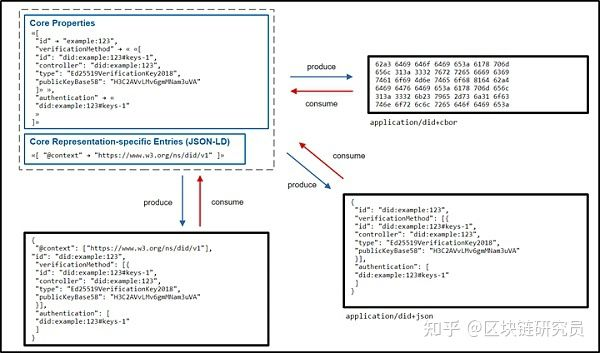 Core Properties
«[
"id" → "example:123",
"verificationMethod" → « «[
"id": "did:example:123#keys-1",
"controller": "did:example:123",
"type": "Ed25519VerificationKey2018",
"publicKeyBase58": "H3C2AVvLMv6gmMNam3uVA"
]» »,
"authentication" → «
"did:example:123#keys-1"
»
]»
Core Representation-specific Entries (JSON-LD)
«[ "@context" → "https://www.w3.org/ns/did/v1" ]»
produce
consume
62a3 6469 646f 6469 653a 6178 706d
656c 313a 3332 7672 7265 6669 6369
7461 6f69 4d6e 7465 6f68 8164 62a4
6469 6476 6469 653a 6178 706d 656c
313a 3332 6b23 7965 2d73 6a31 6f63
746e 6f72 6c6c 7265 646f 6469 653a
application/did+cbor
produce
consume
consume
produce
{
"@context": ["https://www.w3.org/ns/did/v1"],
"id": "did:example:123",
"verificationMethod": [{
"id": "did:example:123#keys-1",
"controller": "did:example:123",
"type": "Ed25519VerificationKey2018",
"publicKeyBase58": "H3C2AVvLMv6gmMNam3uVA"
}],
"authentication": [
"did:example:123#keys-1"
]
}
{
"id": "did:example:123",
"verificationMethod": [{
"id": "did:example:123#keys-1",
"controller": "did:example:123",
"type": "Ed25519VerificationKey2018",
"publicKeyBase58": "H3C2AVvLMv6gmMNam3uVA"
}],
"authentication": [
"did:example:123#keys-1"
]
}
application/did+json
知乎 @区块链研究员